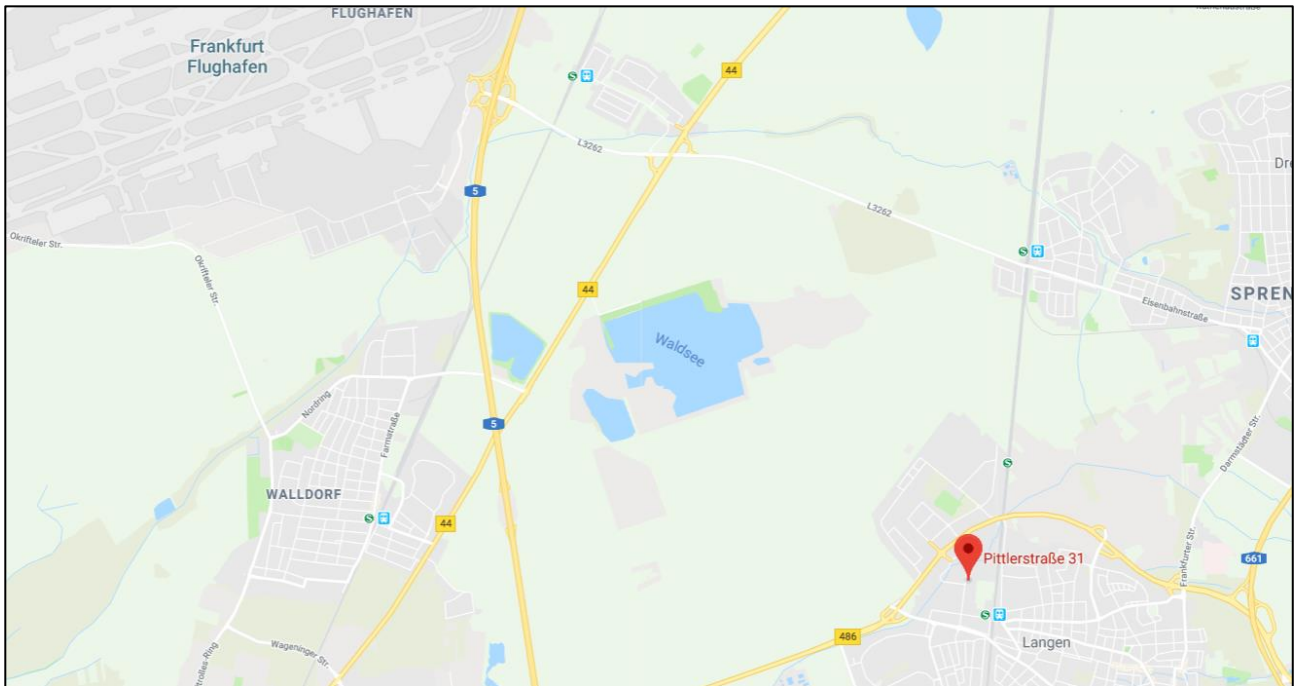 FLUGHAFEN
Frankfurt
Flughafen
44
S
L3262
5
Dre
L3262
Okrifteler Str.
Okrifteler Str.
S
44
SPREN
Eisenbahnstraße
Waldsee
Nordring
Farmstraße
5
Darmstädter Str.
S
WALLDORF
S
44
Frankfurter Str.
Pittlerstraße 31
661
S
486
Langen
Wageninger Str.